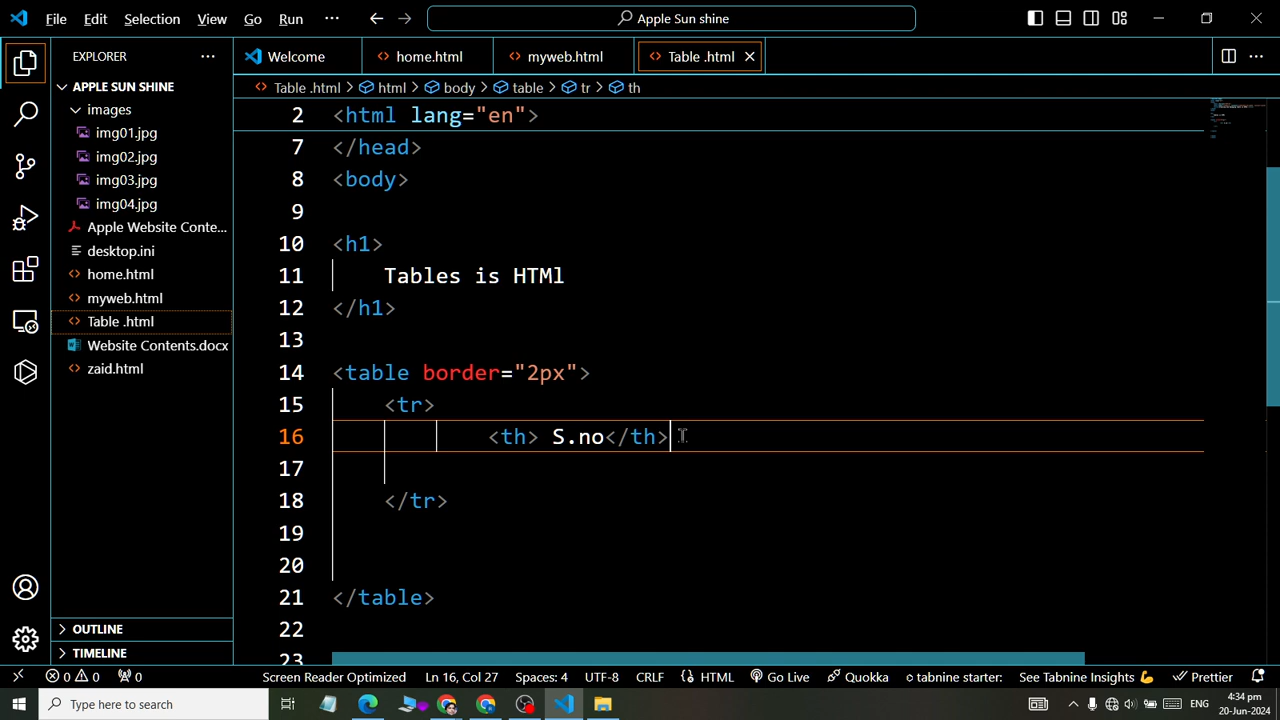 File Edit Selection View Go Run ··· Apple Sun shine
EXPLORER ···
Welcome home.html myweb.html Table .html
APPLE SUN SHINE
Table .html > html > body > table > tr > th
images
img01.jpg
img02.jpg
img03.jpg
img04.jpg
Apple Website Conte...
desktop.ini
home.html
myweb.html
Table .html
Website Contents.docx
zaid.html
OUTLINE
TIMELINE
2 <html lang="en">
7 </head>
8 <body>
9
10 <h1>
11 Tables is HTMl
12 </h1>
13
14 <table border="2px">
15 <tr>
16 <th> S.no</th>
17
18 </tr>
19
20
21 </table>
22
23
0 0 0 Screen Reader Optimized Ln 16, Col 27 Spaces: 4 UTF-8 CRLF HTML Go Live Quokka tabnine starter: See Tabnine Insights Prettier
Type here to search ENG 4:34 pm
20-Jun-2024